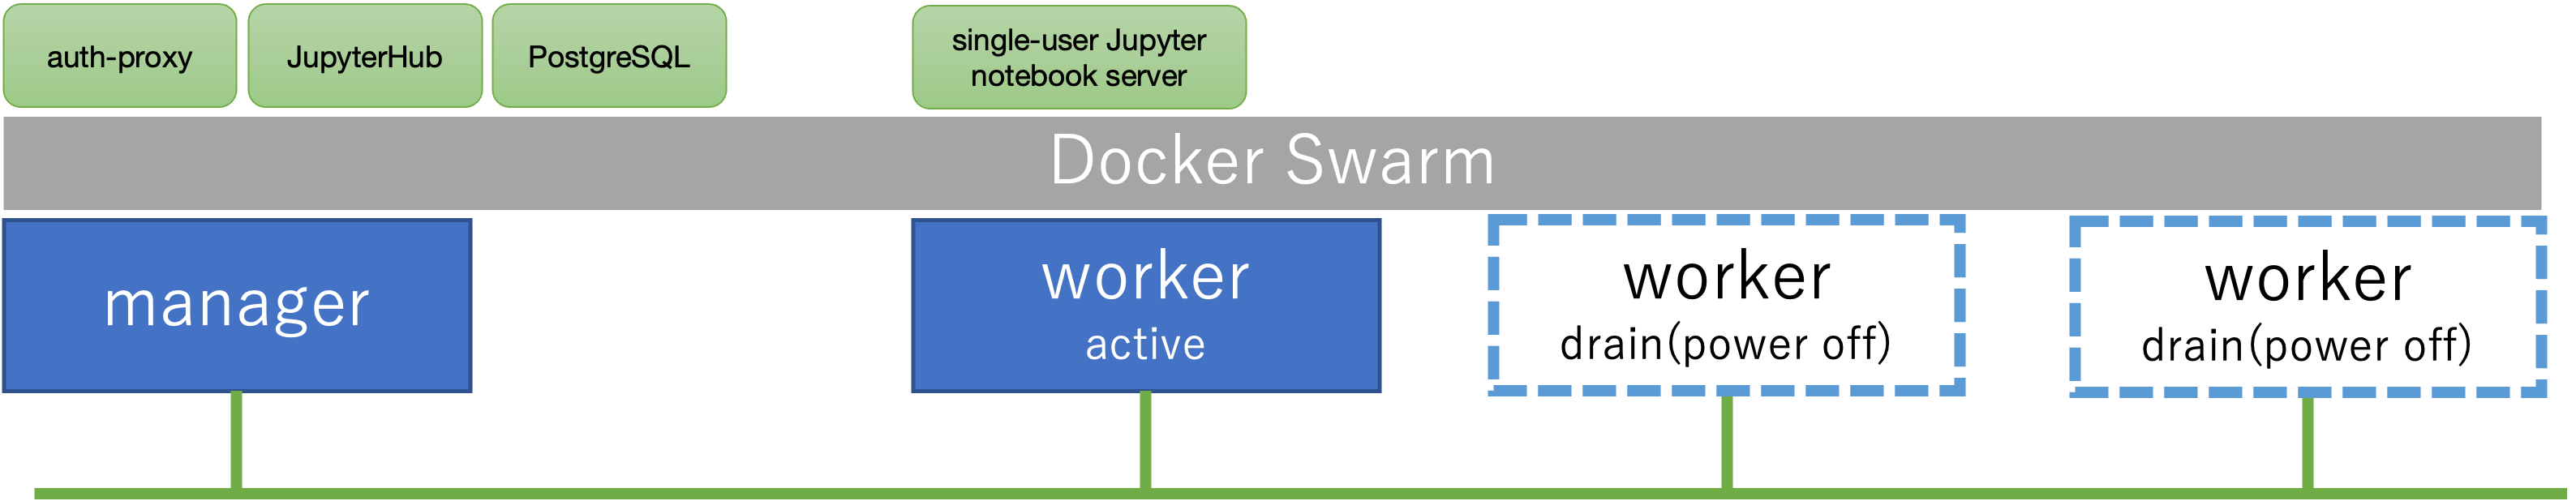 auth-proxy
JupyterHub
PostgreSQL
single-user Jupyter
notebook server
Docker Swarm
manager
worker
active
worker
drain(power off)
worker
drain(power off)